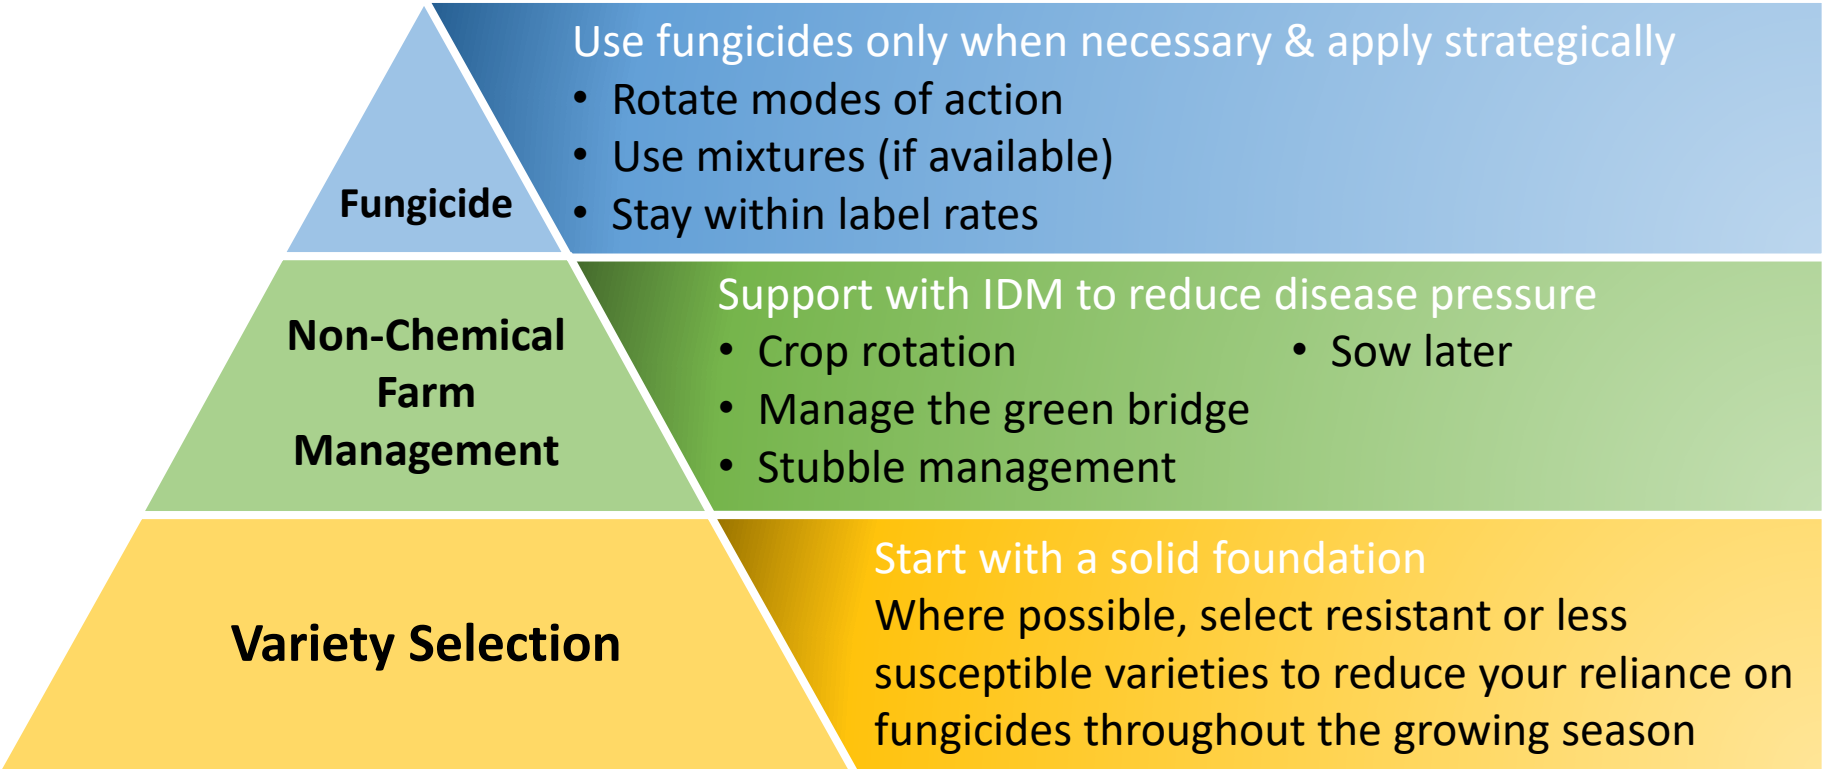 Fungicide
Use fungicides only when necessary & apply strategically
• Rotate modes of action
• Use mixtures (if available)
• Stay within label rates
Non-Chemical
Farm
Management
Support with IDM to reduce disease pressure
• Crop rotation
• Manage the green bridge
• Stubble management
• Sow later
Variety Selection
Start with a solid foundation
Where possible, select resistant or less
susceptible varieties to reduce your reliance on
fungicides throughout the growing season